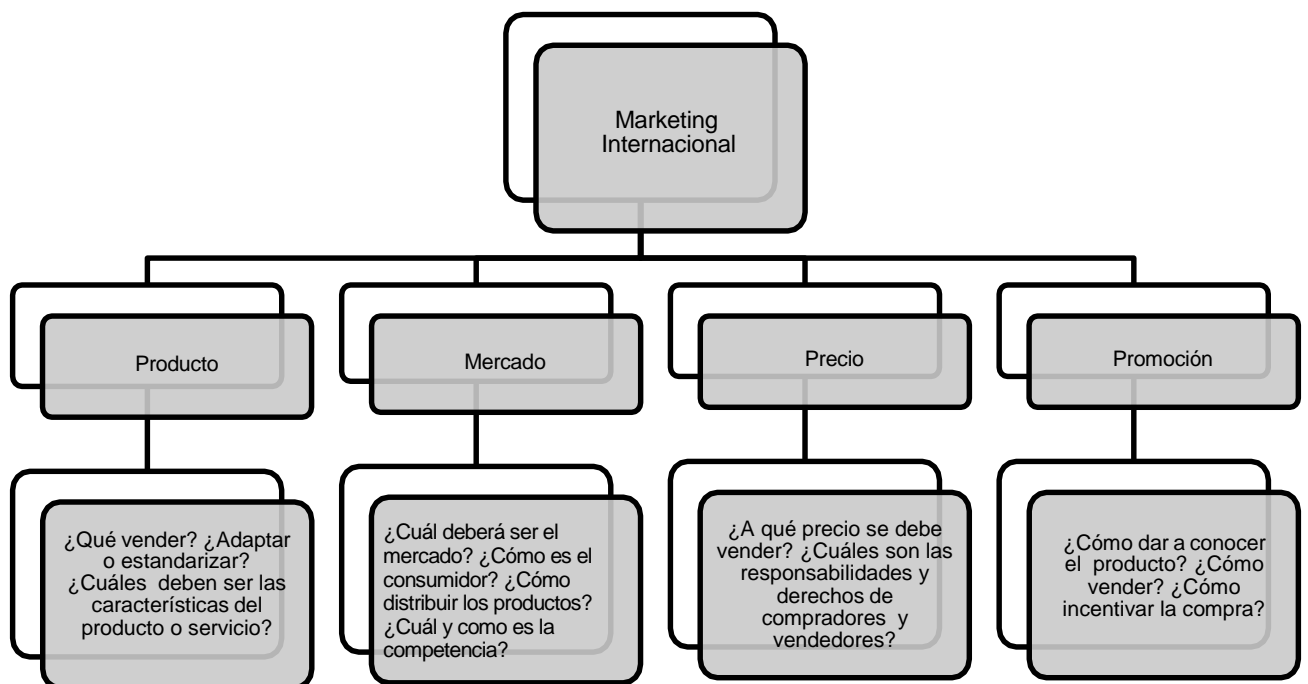 Marketing
Internacional
Producto
Mercado
Precio
Promoción
¿Qué vender? ¿Adaptar
o estandarizar?
¿Cuáles deben ser las
características del
producto o servicio?
¿Cuál deberá ser el
mercado? ¿Cómo es el
consumidor? ¿Cómo
distribuir los productos?
¿Cuál y como es la
competencia?
¿A qué precio se debe
vender? ¿Cuáles son las
responsabilidades y
derechos de
compradores y
vendedores?
¿Cómo dar a conocer
el producto? ¿Cómo
vender? ¿Cómo
incentivar la compra?